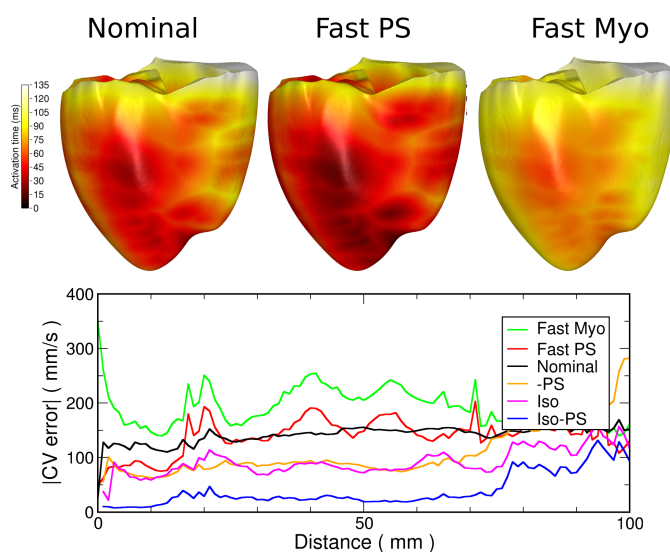 Nominal Fast PS Fast Myo
Activation time (ms)
135
120
105
90
75
60
45
30
15
0
|CV error| ( mm/s )
400
300
200
100
0
Fast Myo
Fast PS
Nominal
-PS
Iso
Iso-PS
0 50 100
Distance ( mm )